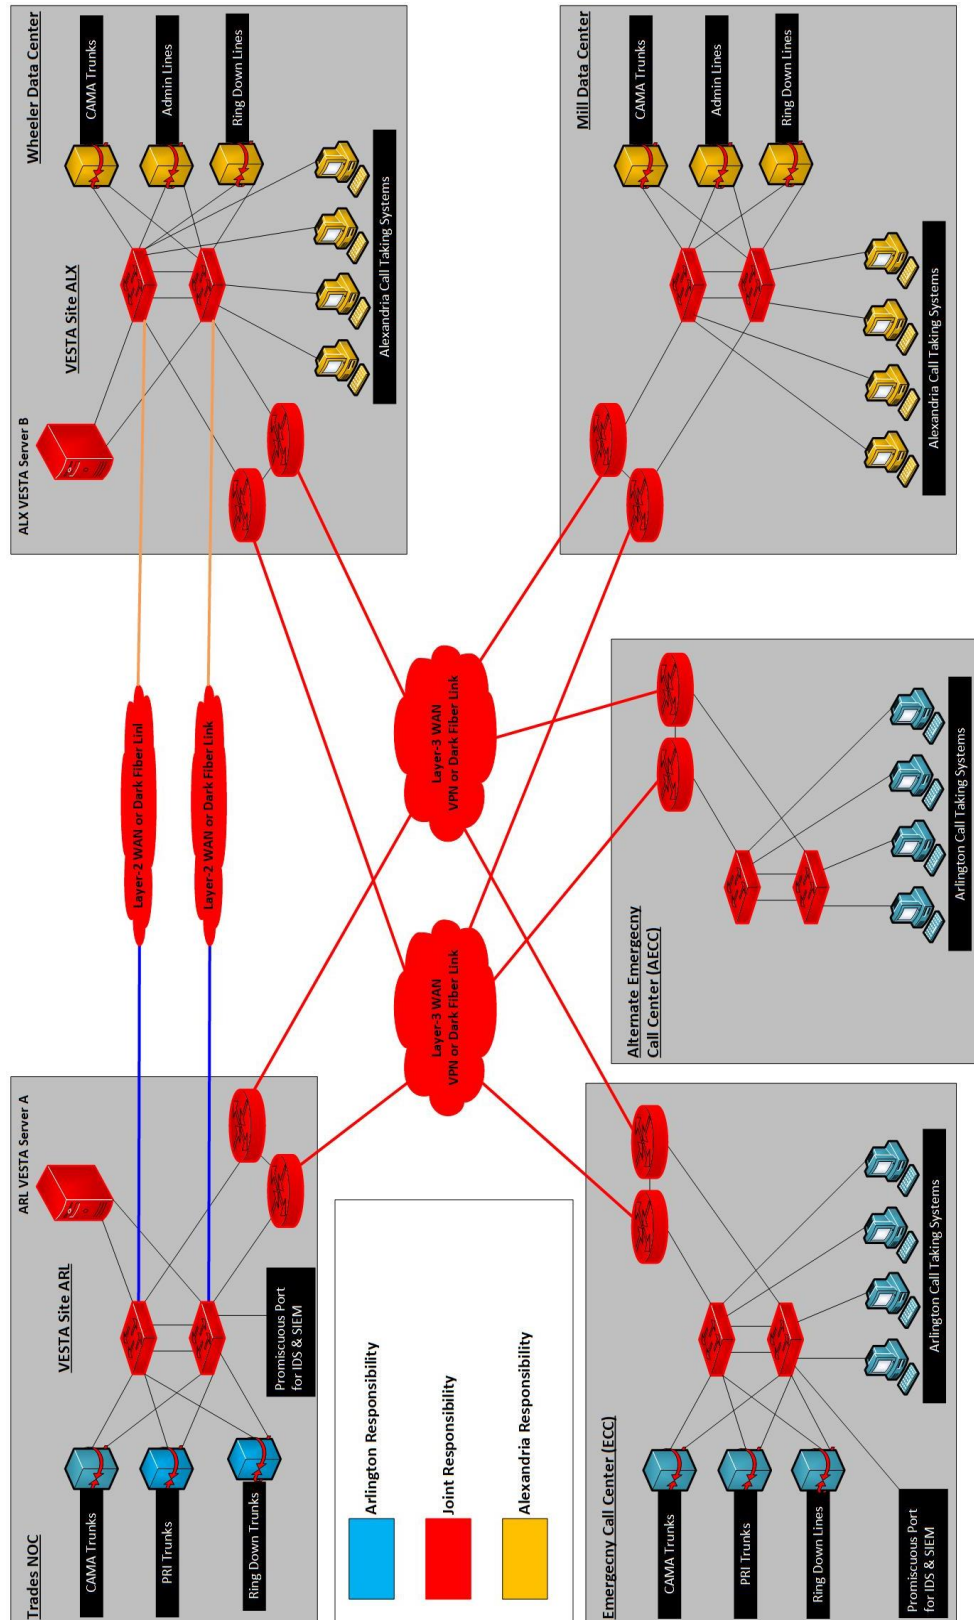 Trades NOC
VESTA Site ARL
ARL VESTA Server A
CAMA Trunks
PRI Trunks
Ring Down Trunks
Promiscuous Port
for IDS & SIEM
Layer-2 WAN or Dark Fiber Linl
Layer-2 WAN or Dark Fiber Link
ALX VESTA Server B
VESTA Site ALX
Wheeler Data Center
CAMA Trunks
Admin Lines
Ring Down Lines
Alexandria Call Taking Systems
Arlington Responsibility
Joint Responsibility
Alexandria Responsibility
Layer-3 WAN
VPN or Dark Fiber Link
Layer-3 WAN
VPN or Dark Fiber Link
Emergecny Call Center (ECC)
CAMA Trunks
PRI Trunks
Ring Down Lines
Promiscuous Port
for IDS & SIEM
Arlington Call Taking Systems
Alternate Emergecny
Call Center (AECC)
Arlington Call Taking Systems
Mill Data Center
CAMA Trunks
Admin Lines
Ring Down Lines
Alexandria Call Taking Systems